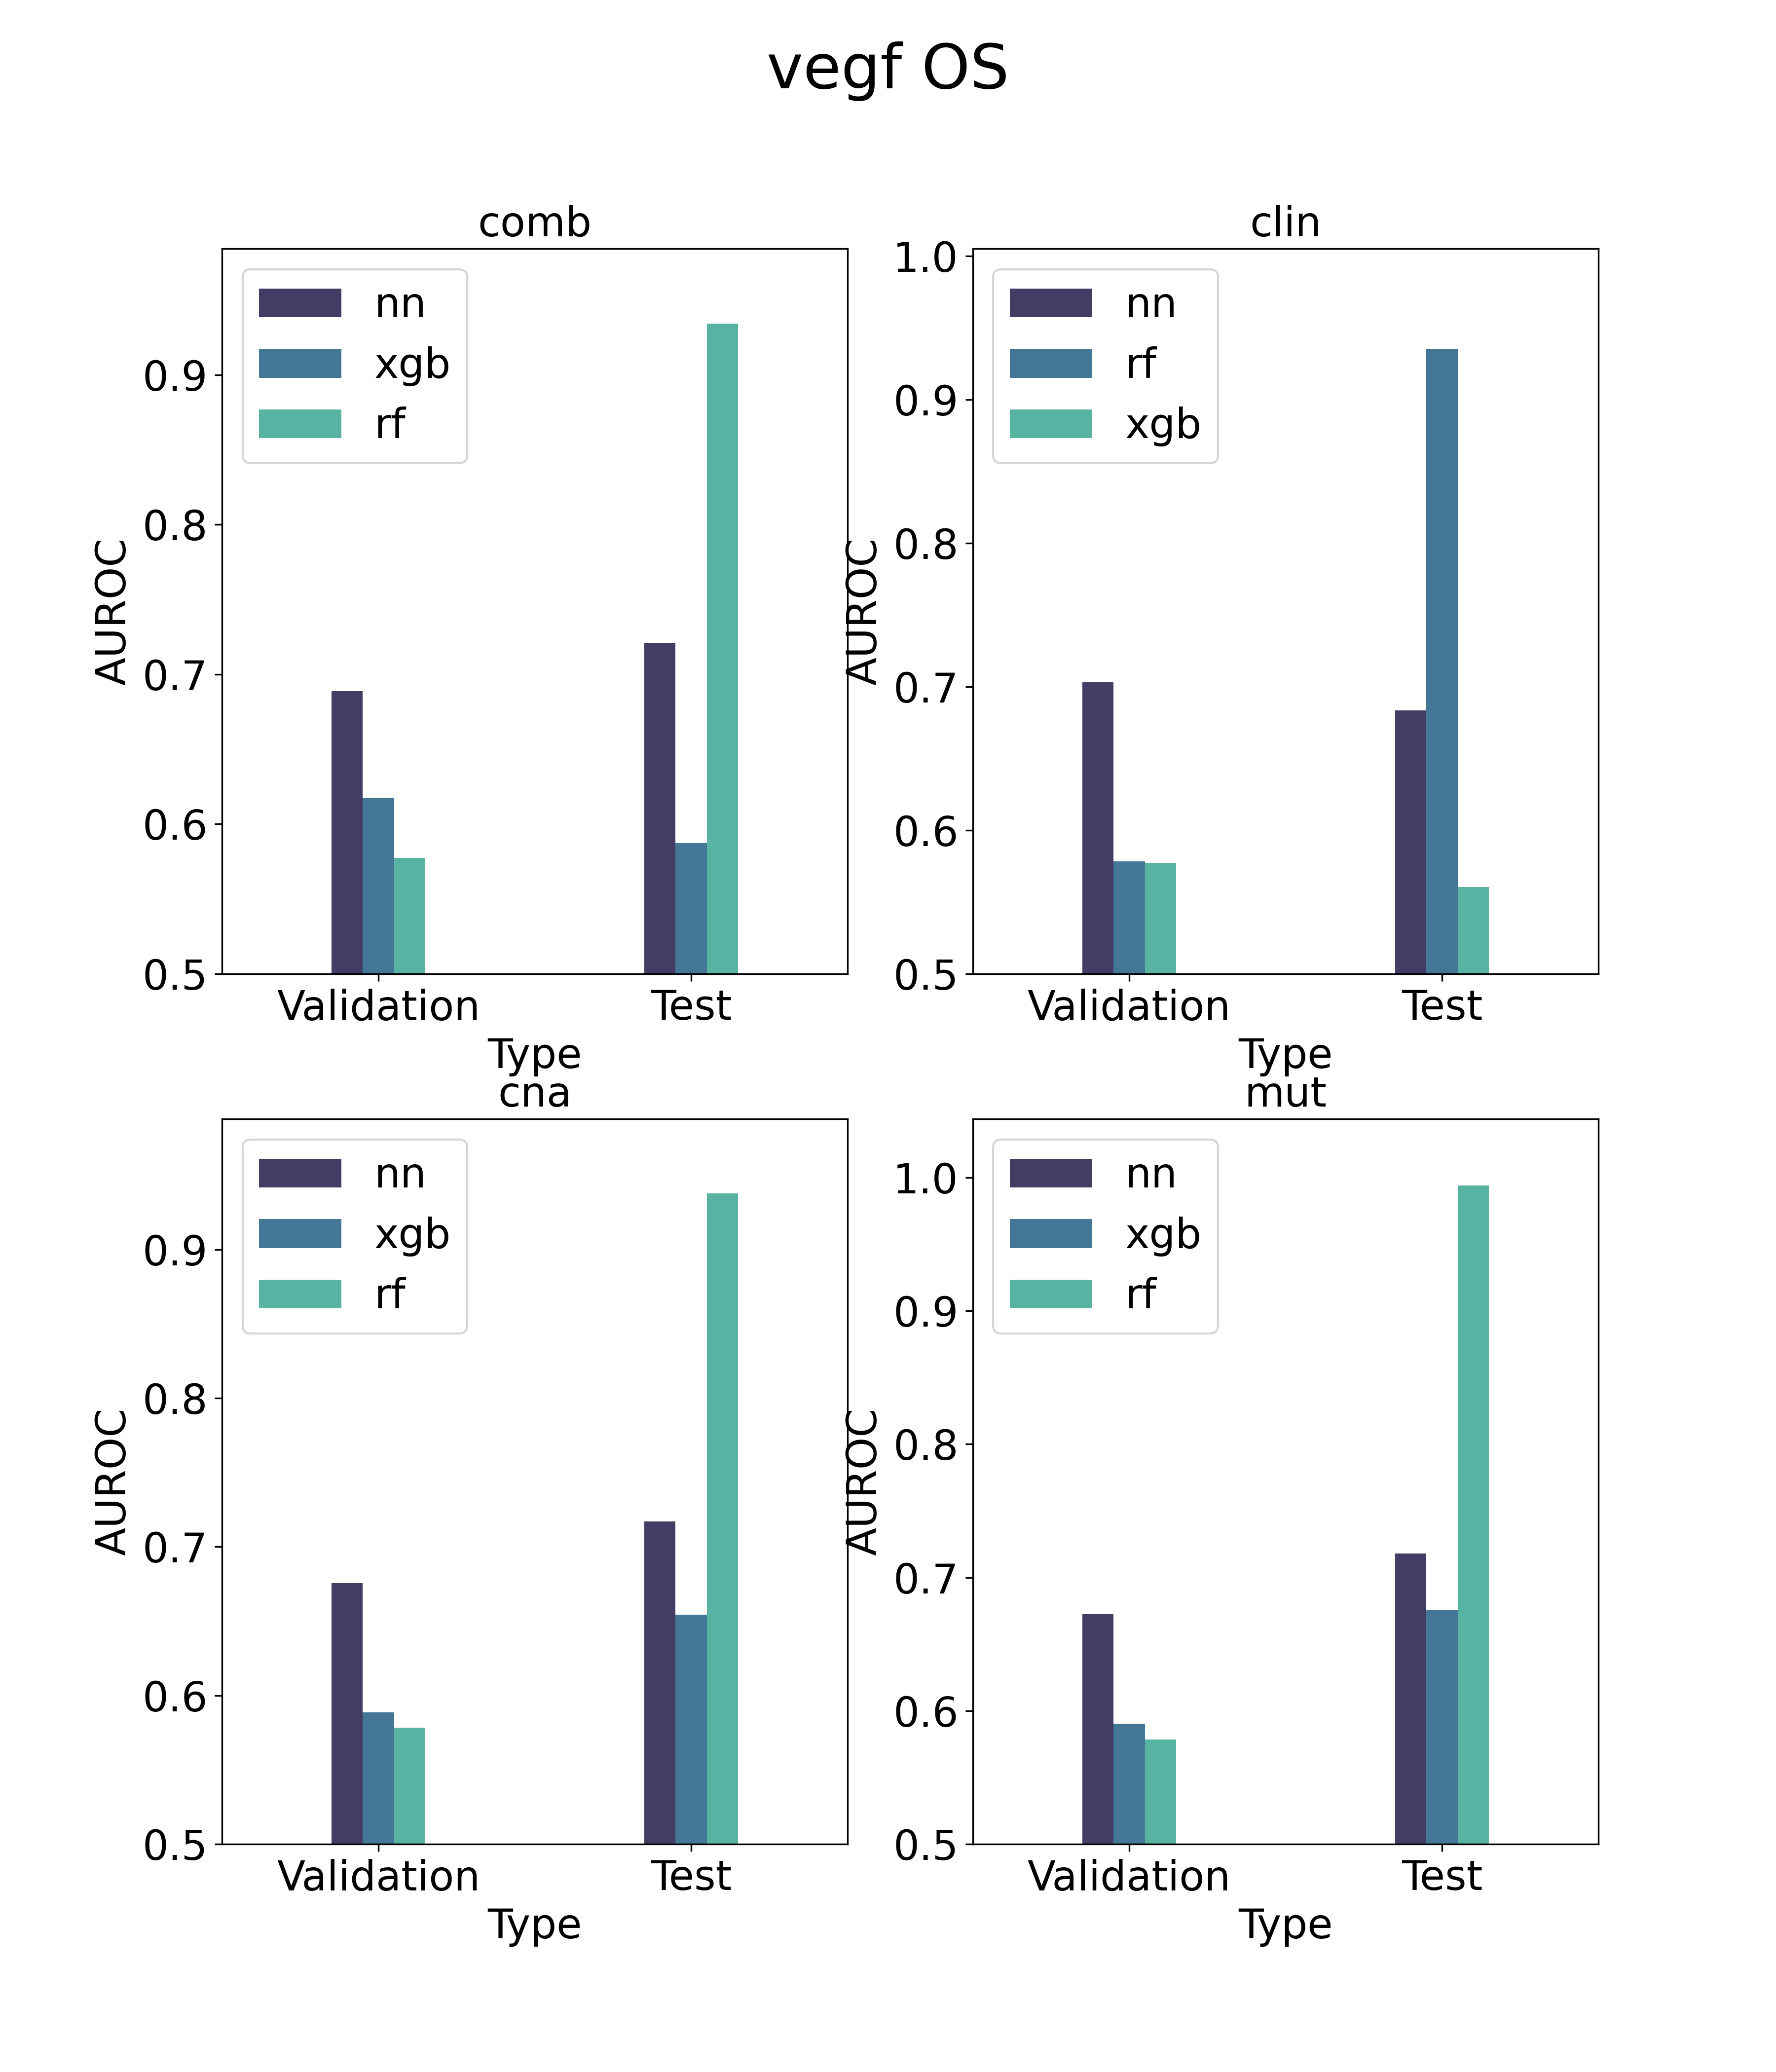 vegf OS
comb
nn
xgb
rf
0.9
0.8
0.7
0.6
0.5
AUROC
Validation
Test
Type
clin
nn
rf
xgb
1.0
0.9
0.8
0.7
0.6
0.5
AUROC
Validation
Test
Type
cna
nn
xgb
rf
0.9
0.8
0.7
0.6
0.5
AUROC
Validation
Test
Type
mut
nn
xgb
rf
1.0
0.9
0.8
0.7
0.6
0.5
AUROC
Validation
Test
Type